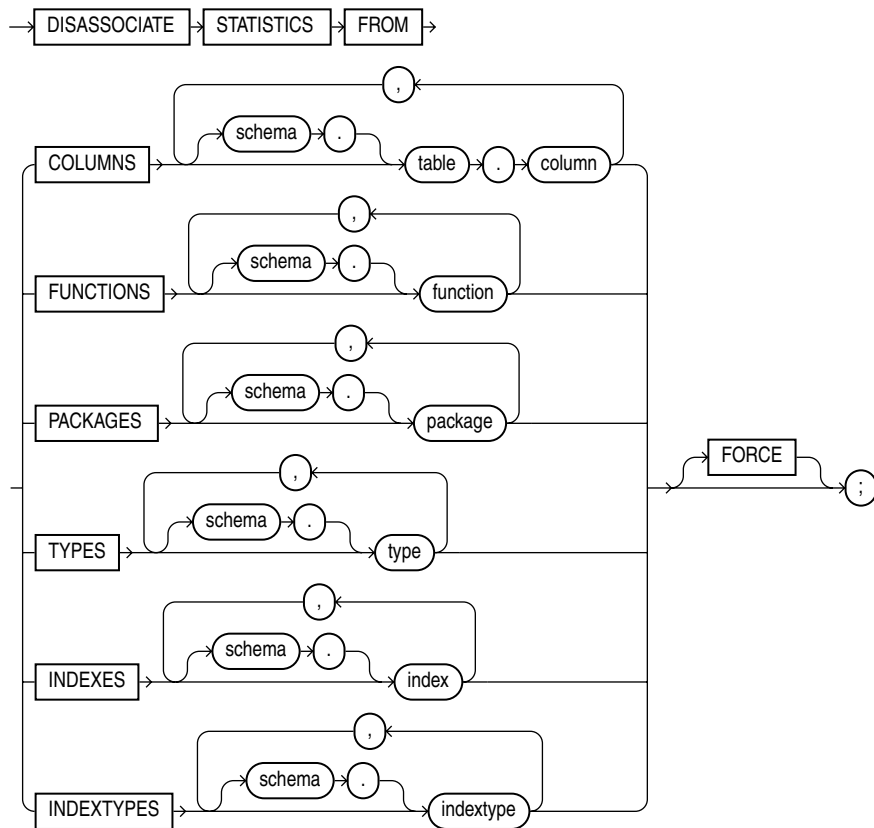 DISASSOCIATE STATISTICS FROM
,
schema .
COLUMNS table . column
,
schema .
FUNCTIONS function
,
schema .
PACKAGES package
FORCE
,
schema . ;
TYPES type
,
schema .
INDEXES index
,
schema .
INDEXTYPES indextype